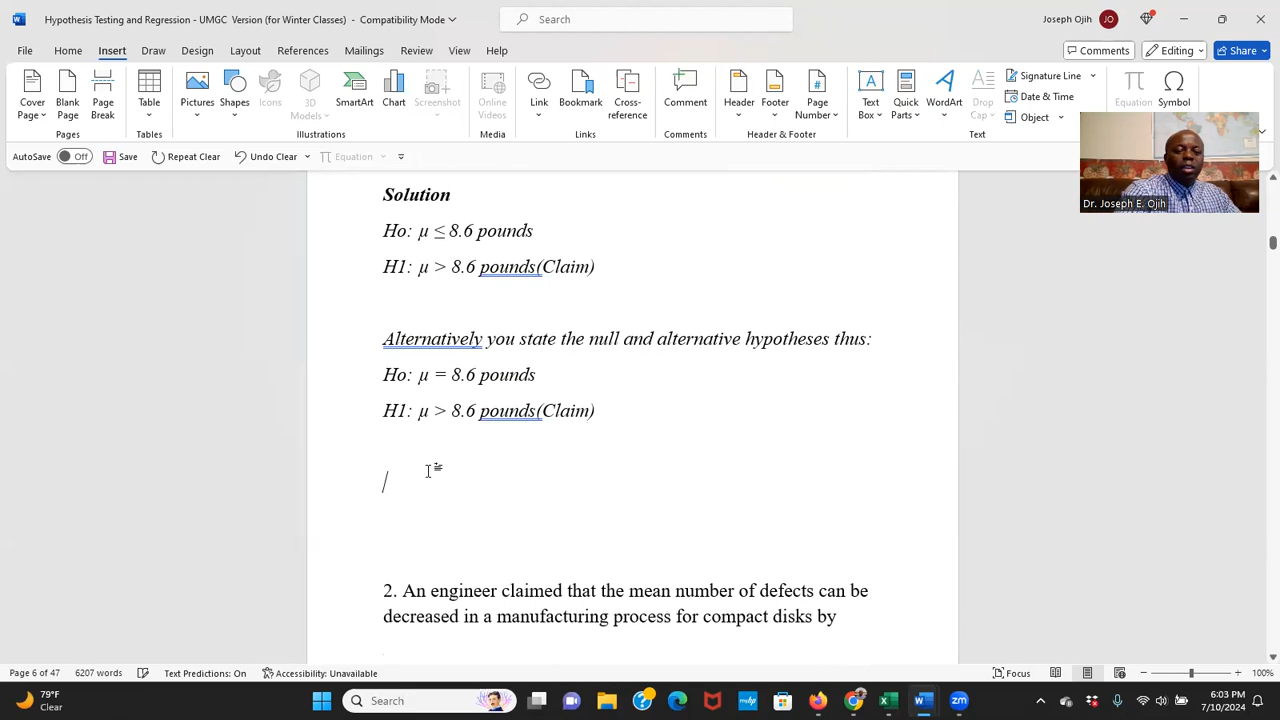 Hypothesis Testing and Regression - UMGC Version (for Winter Classes) - Compatibility Mode
Search
Joseph Ojih
JO
File Home Insert Draw Design Layout References Mailings Review View Help
Comments
Editing
Share
Cover Page
Blank Page
Page Break
Table
Pictures
Shapes
Icons
3D Models
SmartArt
Chart
Screenshot
Online Videos
Link
Bookmark
Cross-reference
Comment
Header
Footer
Page Number
Text Box
Quick Parts
WordArt
Drop Cap
Signature Line
Date & Time
Object
Equation
Symbol
Pages
Tables
Illustrations
Media
Links
Comments
Header & Footer
Text
AutoSave Off Save Repeat Clear Undo Clear Equation
Dr. Joseph E. Ojih
Solution
Ho: μ ≤ 8.6 pounds
H1: μ > 8.6 pounds(Claim)
Alternatively you state the null and alternative hypotheses thus:
Ho: μ = 8.6 pounds
H1: μ > 8.6 pounds(Claim)
2. An engineer claimed that the mean number of defects can be
decreased in a manufacturing process for compact disks by
Page 6 of 47 6207 words Text Predictions: On Accessibility: Unavailable Focus 100%
79°F
Clear
Search
6:03 PM
7/10/2024